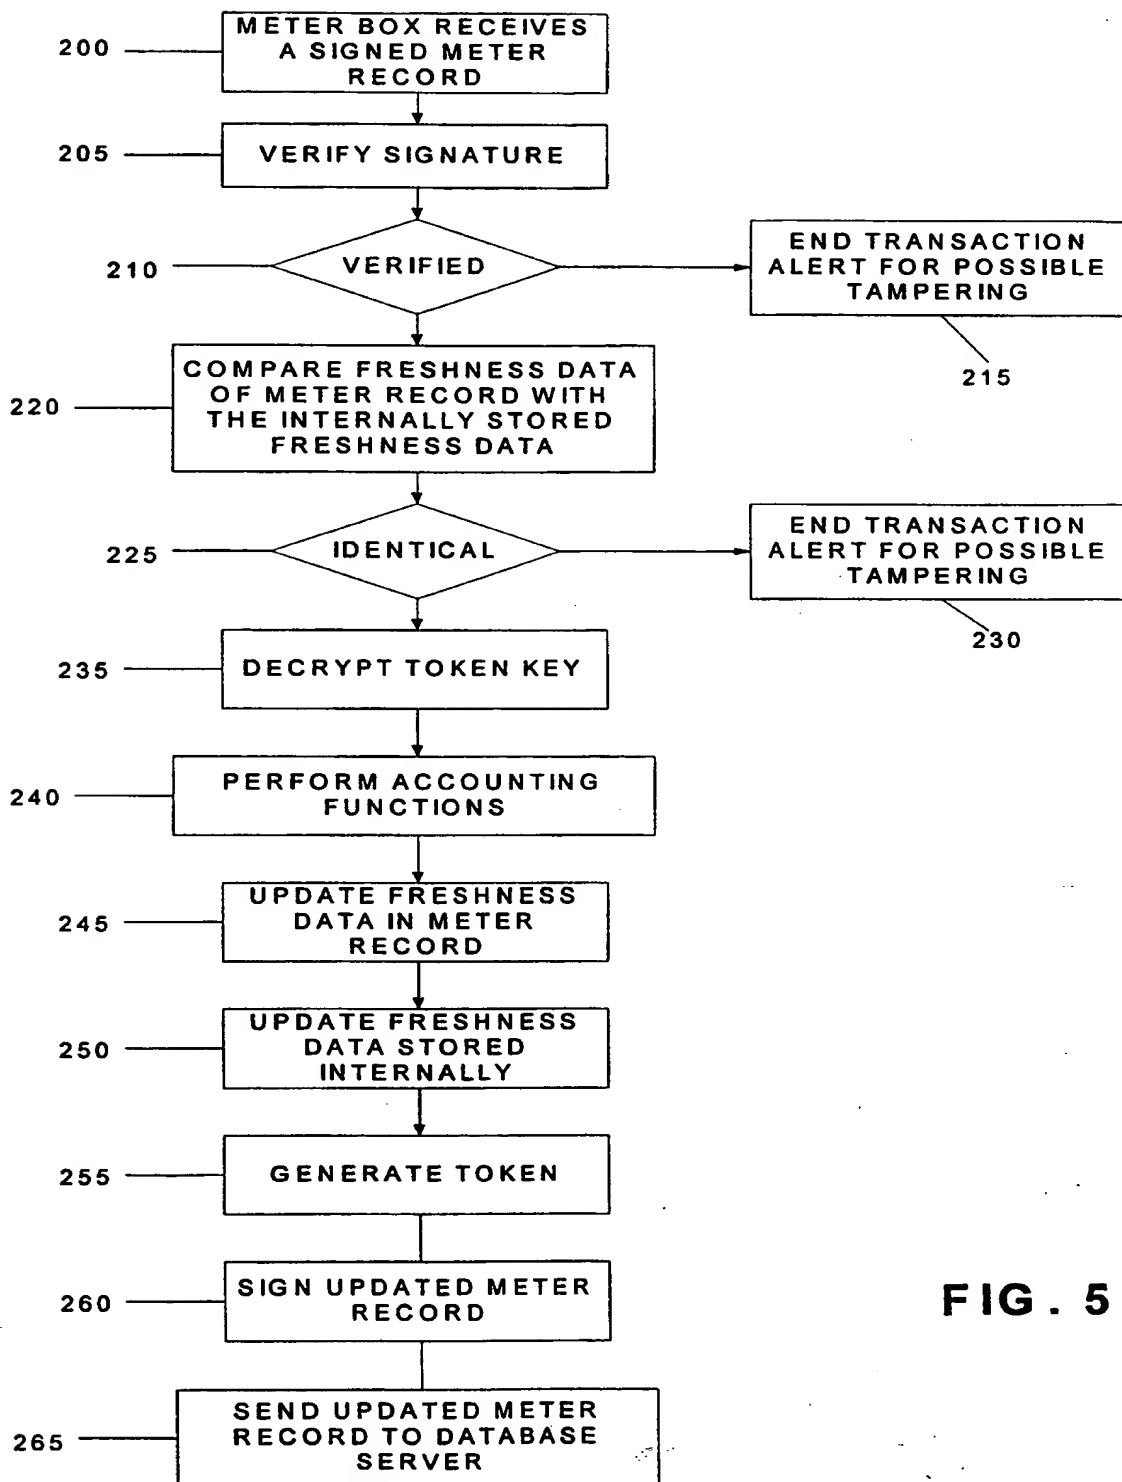 200
METER BOX RECEIVES
A SIGNED METER
RECORD
205
VERIFY SIGNATURE
210
VERIFIED
END TRANSACTION
ALERT FOR POSSIBLE
TAMPERING
215
220
COMPARE FRESHNESS DATA
OF METER RECORD WITH
THE INTERNALLY STORED
FRESHNESS DATA
225
IDENTICAL
END TRANSACTION
ALERT FOR POSSIBLE
TAMPERING
230
235
DECRYPT TOKEN KEY
240
PERFORM ACCOUNTING
FUNCTIONS
245
UPDATE FRESHNESS
DATA IN METER
RECORD
250
UPDATE FRESHNESS
DATA STORED
INTERNALLY
255
GENERATE TOKEN
260
SIGN UPDATED METER
RECORD
FIG. 5
265
SEND UPDATED METER
RECORD TO DATABASE
SERVER